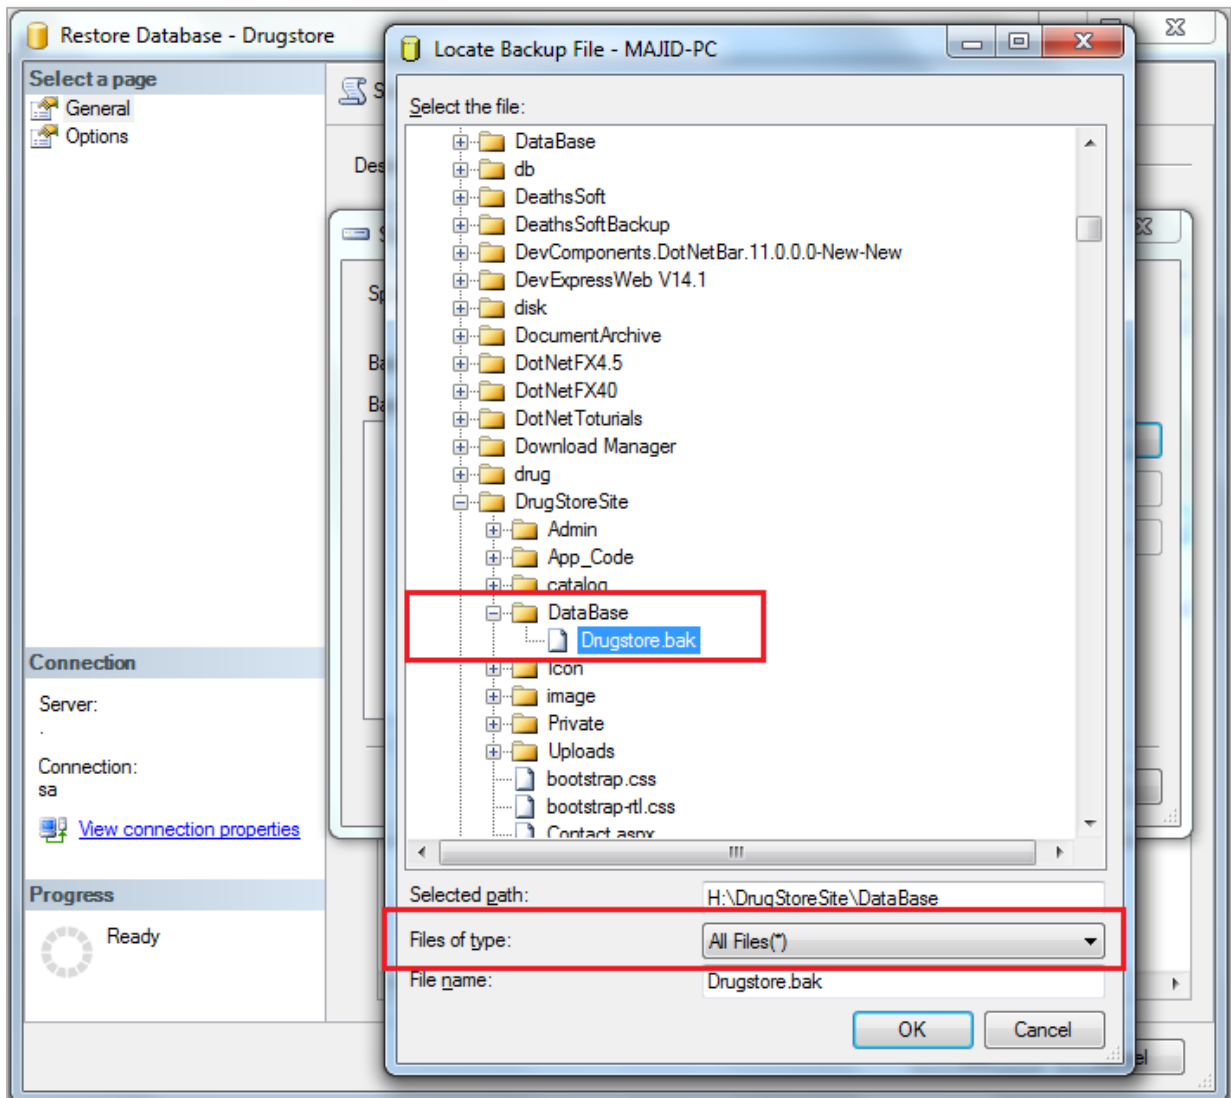 Restore Database - Drugstore
Select a page
General
Options
Connection
Server:
.
Connection:
sa
View connection properties
Progress
Ready
Locate Backup File - MAJID-PC
Select the file:
DataBase
db
DeathsSoft
DeathsSoftBackup
DevComponents.DotNetBar.11.0.0.0-New-New
DevExpressWeb V14.1
disk
DocumentArchive
DotNetFX4.5
DotNetFX40
DotNetToturials
Download Manager
drug
DrugStoreSite
Admin
App_Code
catalog
DataBase
Drugstore.bak
Icon
image
Private
Uploads
bootstrap.css
bootstrap-rtl.css
Contact.aspx
Selected path:
H:\DrugStoreSite\DataBase
Files of type:
All Files(*)
File name:
Drugstore.bak
OK
Cancel